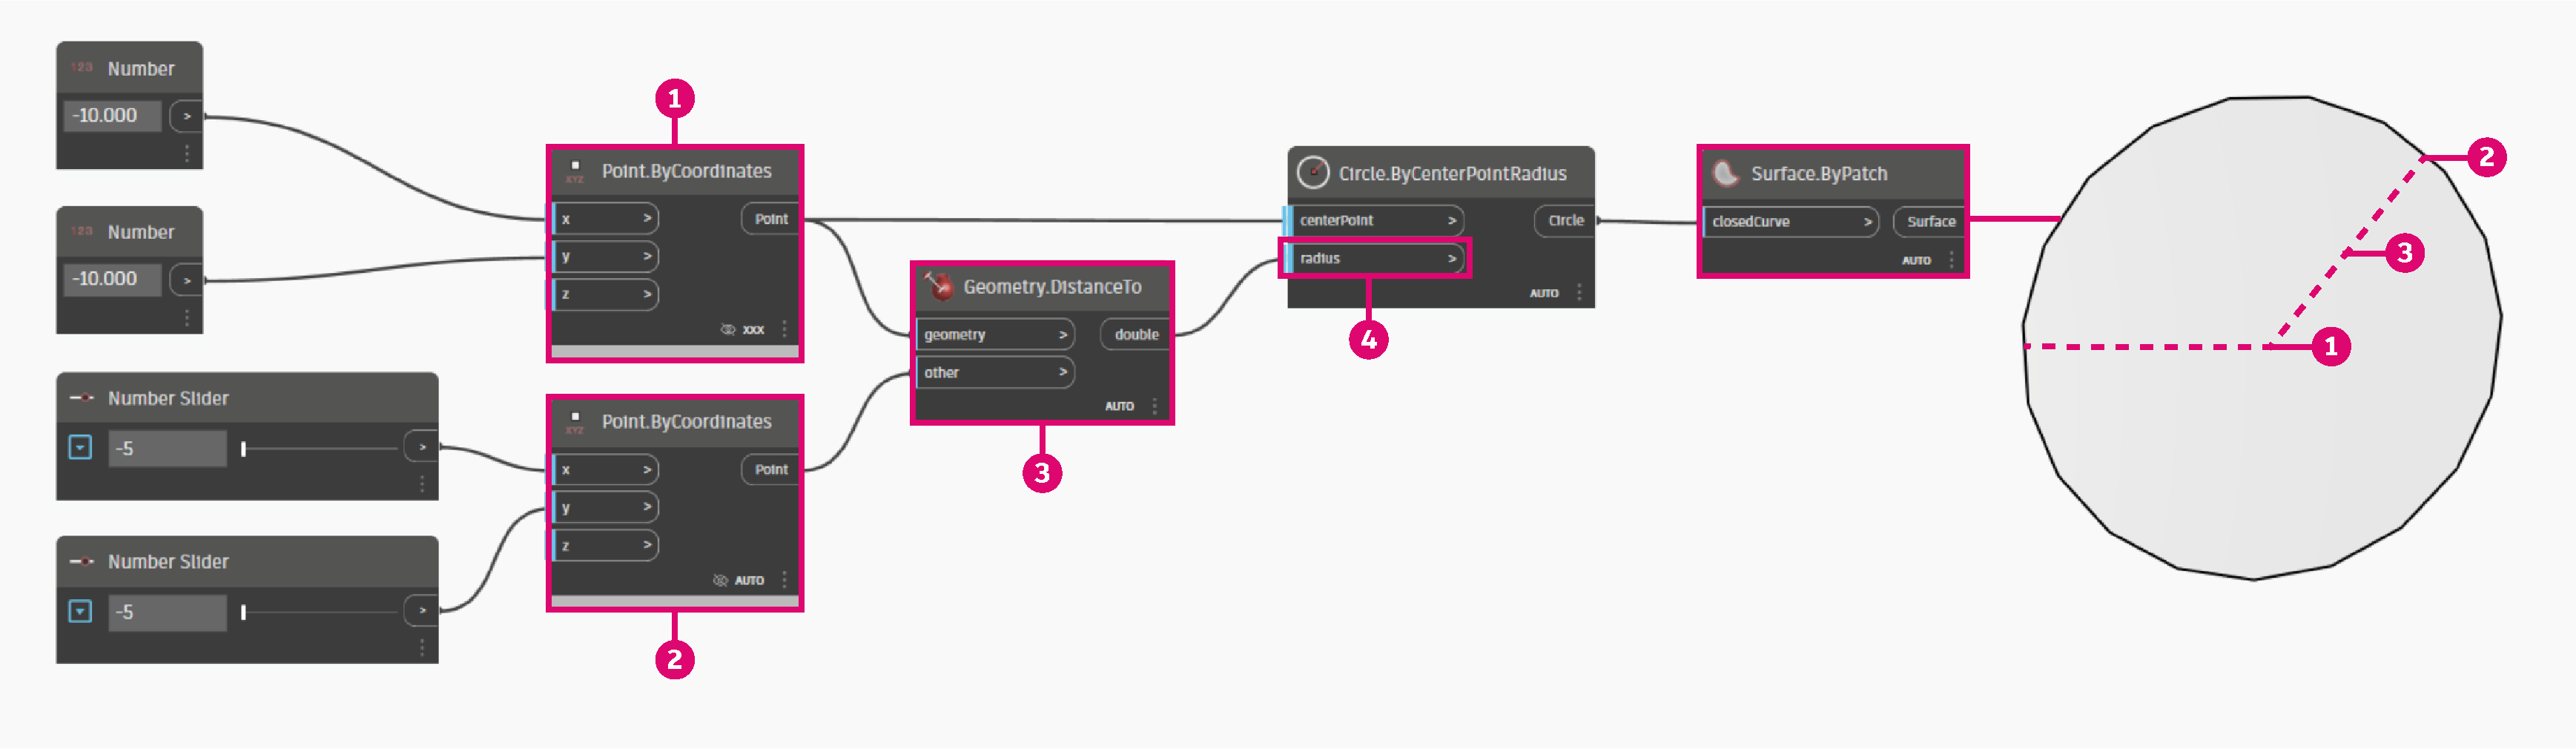 123 Number
-10.000 >
123 Number
-10.000 >
Number Slider
-5 >
Number Slider
-5 >
1
XYZ Point.ByCoordinates
x > Point
y >
z >
xxx
XYZ Point.ByCoordinates
x > Point
y >
z >
AUTO
2
Geometry.DistanceTo
geometry > double
other >
AUTO
3
Circle.ByCenterPointRadius
centerPoint > Circle
radius >
AUTO
4
Surface.ByPatch
closedCurve > Surface
AUTO
2
3
1